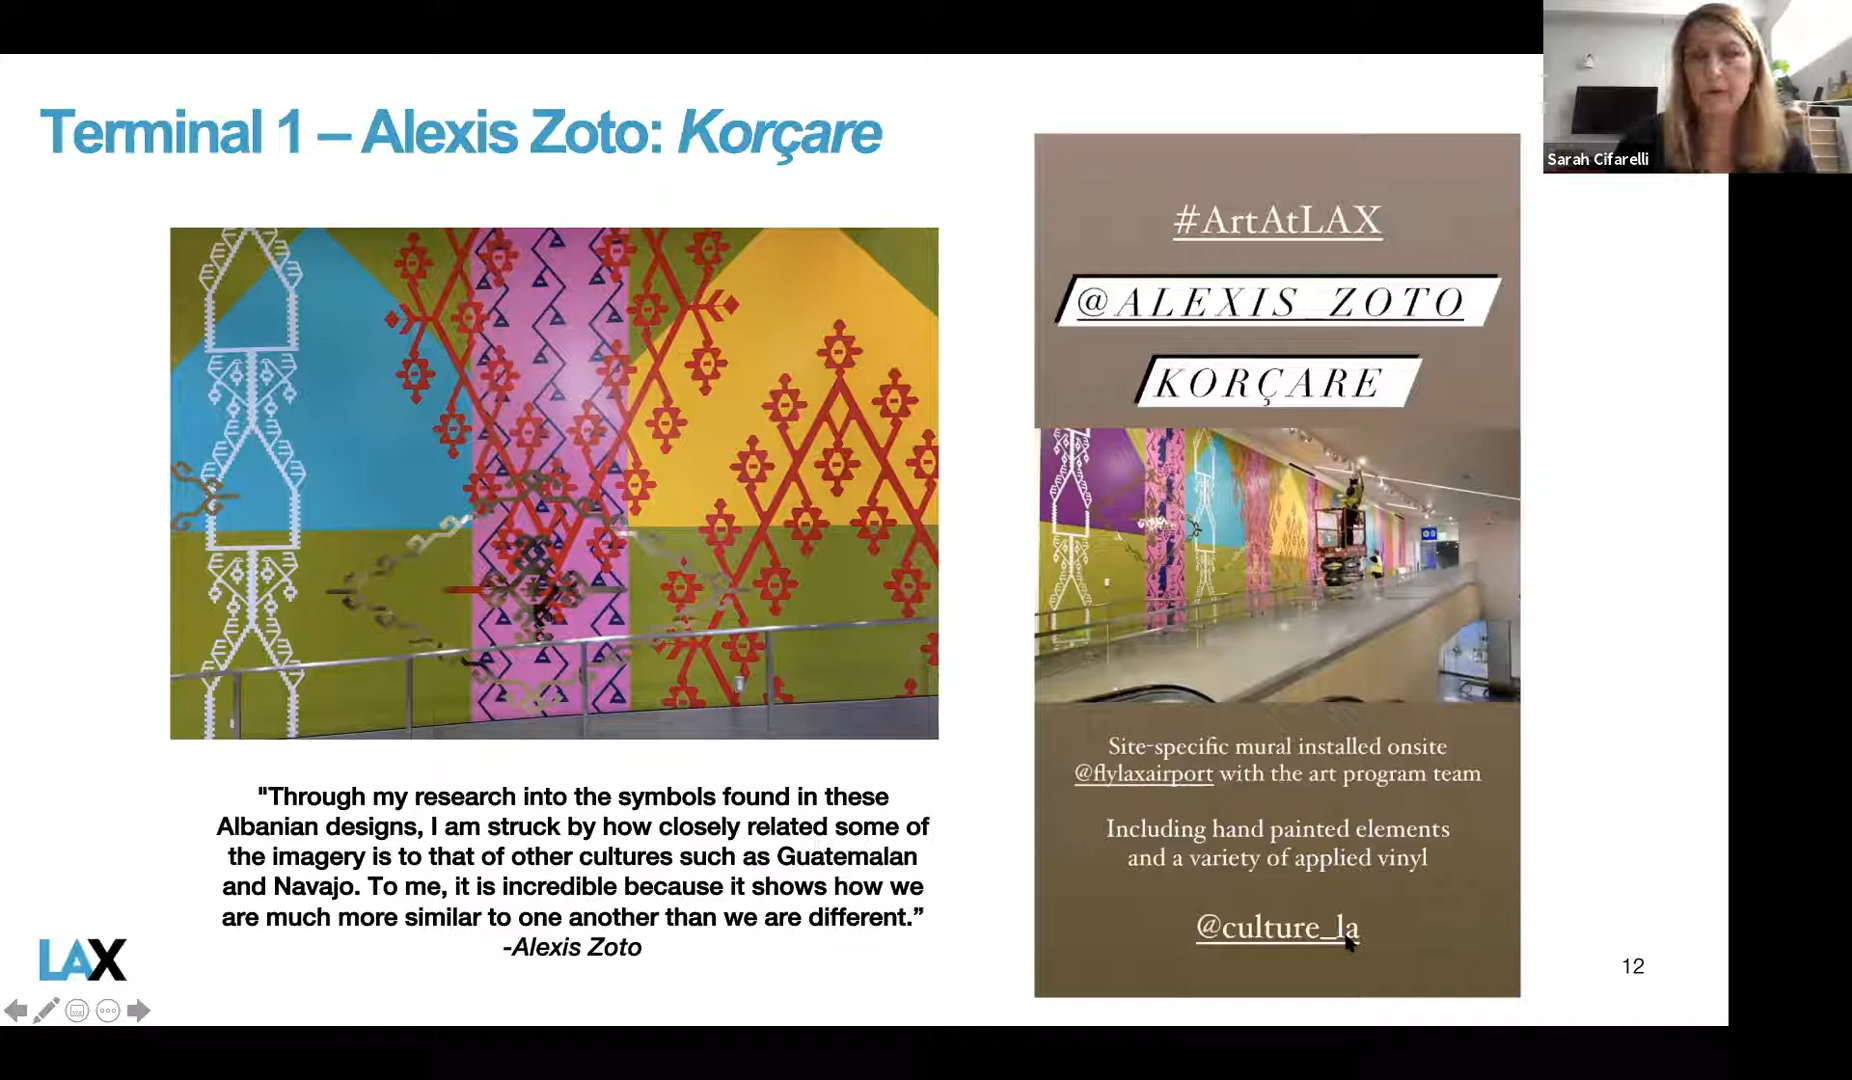 Sarah Cifarelli
Terminal 1 – Alexis Zoto: Korçare
#ArtAtLAX
@ALEXIS_ZOTO
KORÇARE
Site-specific mural installed onsite
@flylaxairport with the art program team
Including hand painted elements
and a variety of applied vinyl
@culture_la
"Through my research into the symbols found in these
Albanian designs, I am struck by how closely related some of
the imagery is to that of other cultures such as Guatemalan
and Navajo. To me, it is incredible because it shows how we
are much more similar to one another than we are different.”
-Alexis Zoto
LAX
12